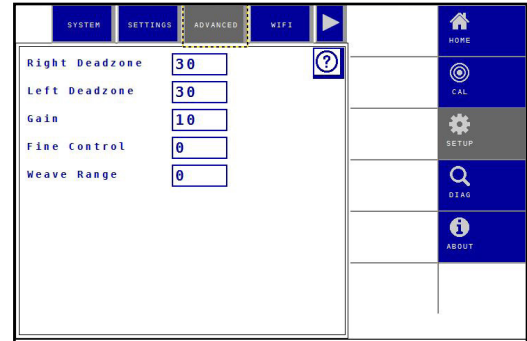 SYSTEM SETTINGS ADVANCED WIFI
Right Deadzone 30
Left Deadzone 30
Gain 10
Fine Control 0
Weave Range 0
?
HOME
CAL
SETUP
DIAG
i
ABOUT